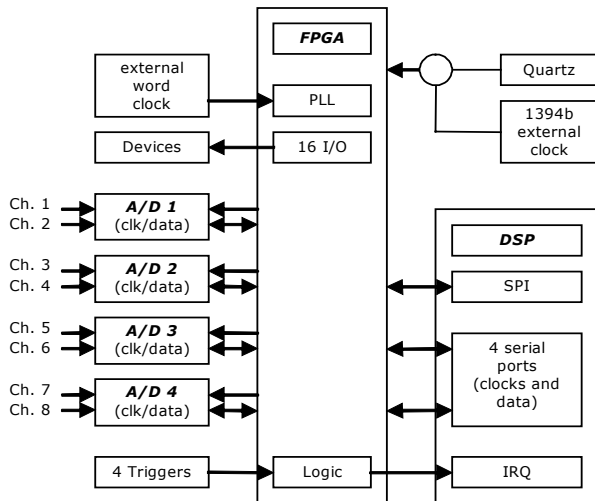 FPGA
external
word
clock
PLL
Quartz
1394b
external
clock
Devices
16 I/O
Ch. 1
Ch. 2
A/D 1
(clk/data)
DSP
Ch. 3
Ch. 4
A/D 2
(clk/data)
SPI
Ch. 5
Ch. 6
A/D 3
(clk/data)
4 serial
ports
(clocks and
data)
Ch. 7
Ch. 8
A/D 4
(clk/data)
4 Triggers
Logic
IRQ